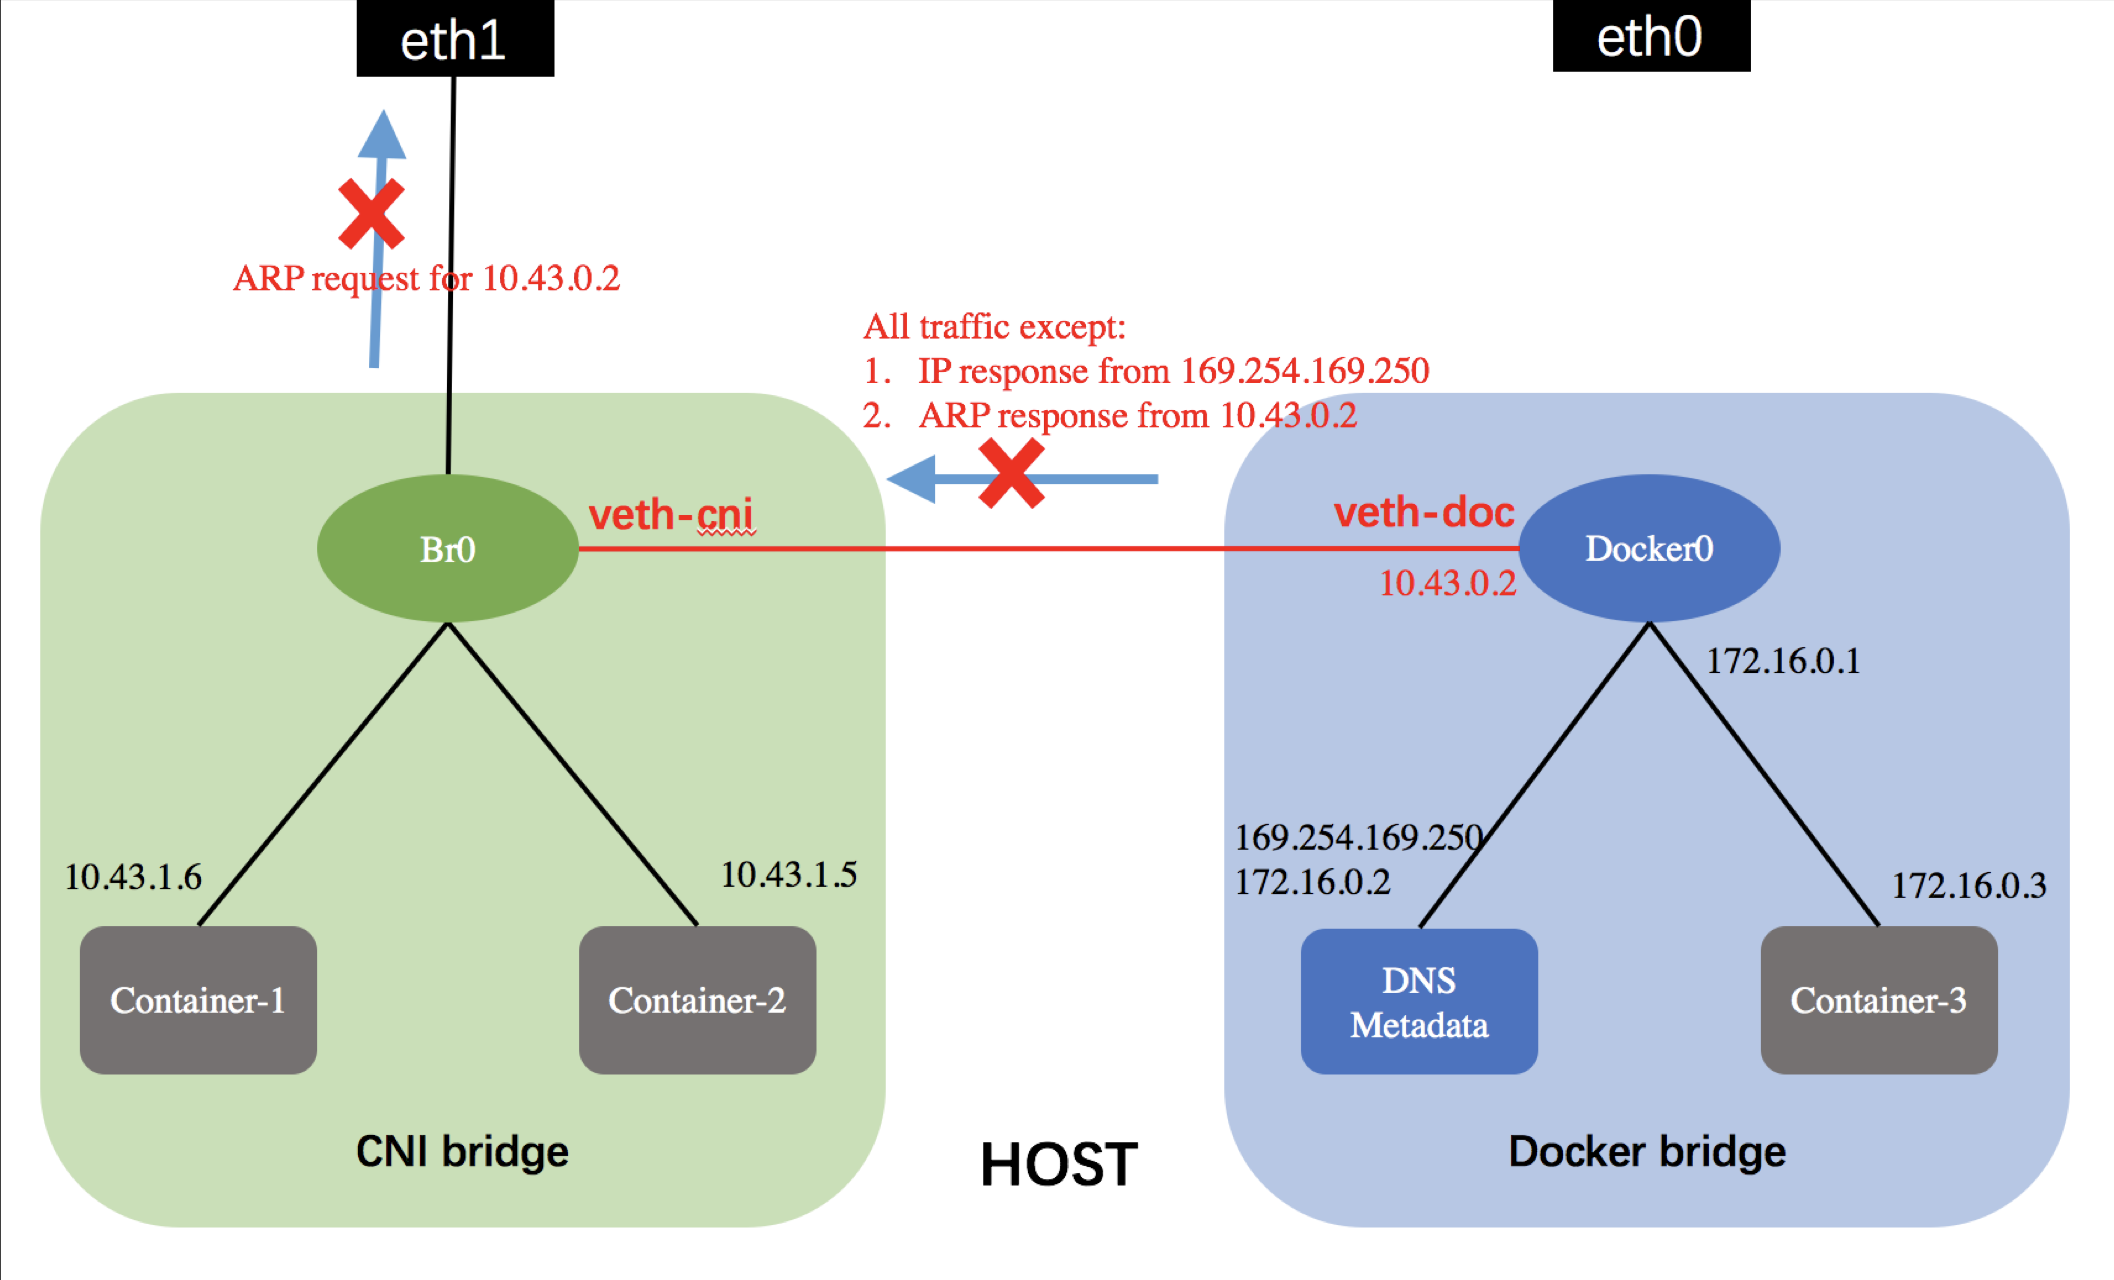 eth1
eth0
ARP request for 10.43.0.2
All traffic except:
1. IP response from 169.254.169.250
2. ARP response from 10.43.0.2
veth-cni
veth-doc
Br0
Docker0
10.43.0.2
172.16.0.1
169.254.169.250
172.16.0.2
10.43.1.6
10.43.1.5
172.16.0.3
Container-1
Container-2
DNS
Metadata
Container-3
CNI bridge
HOST
Docker bridge